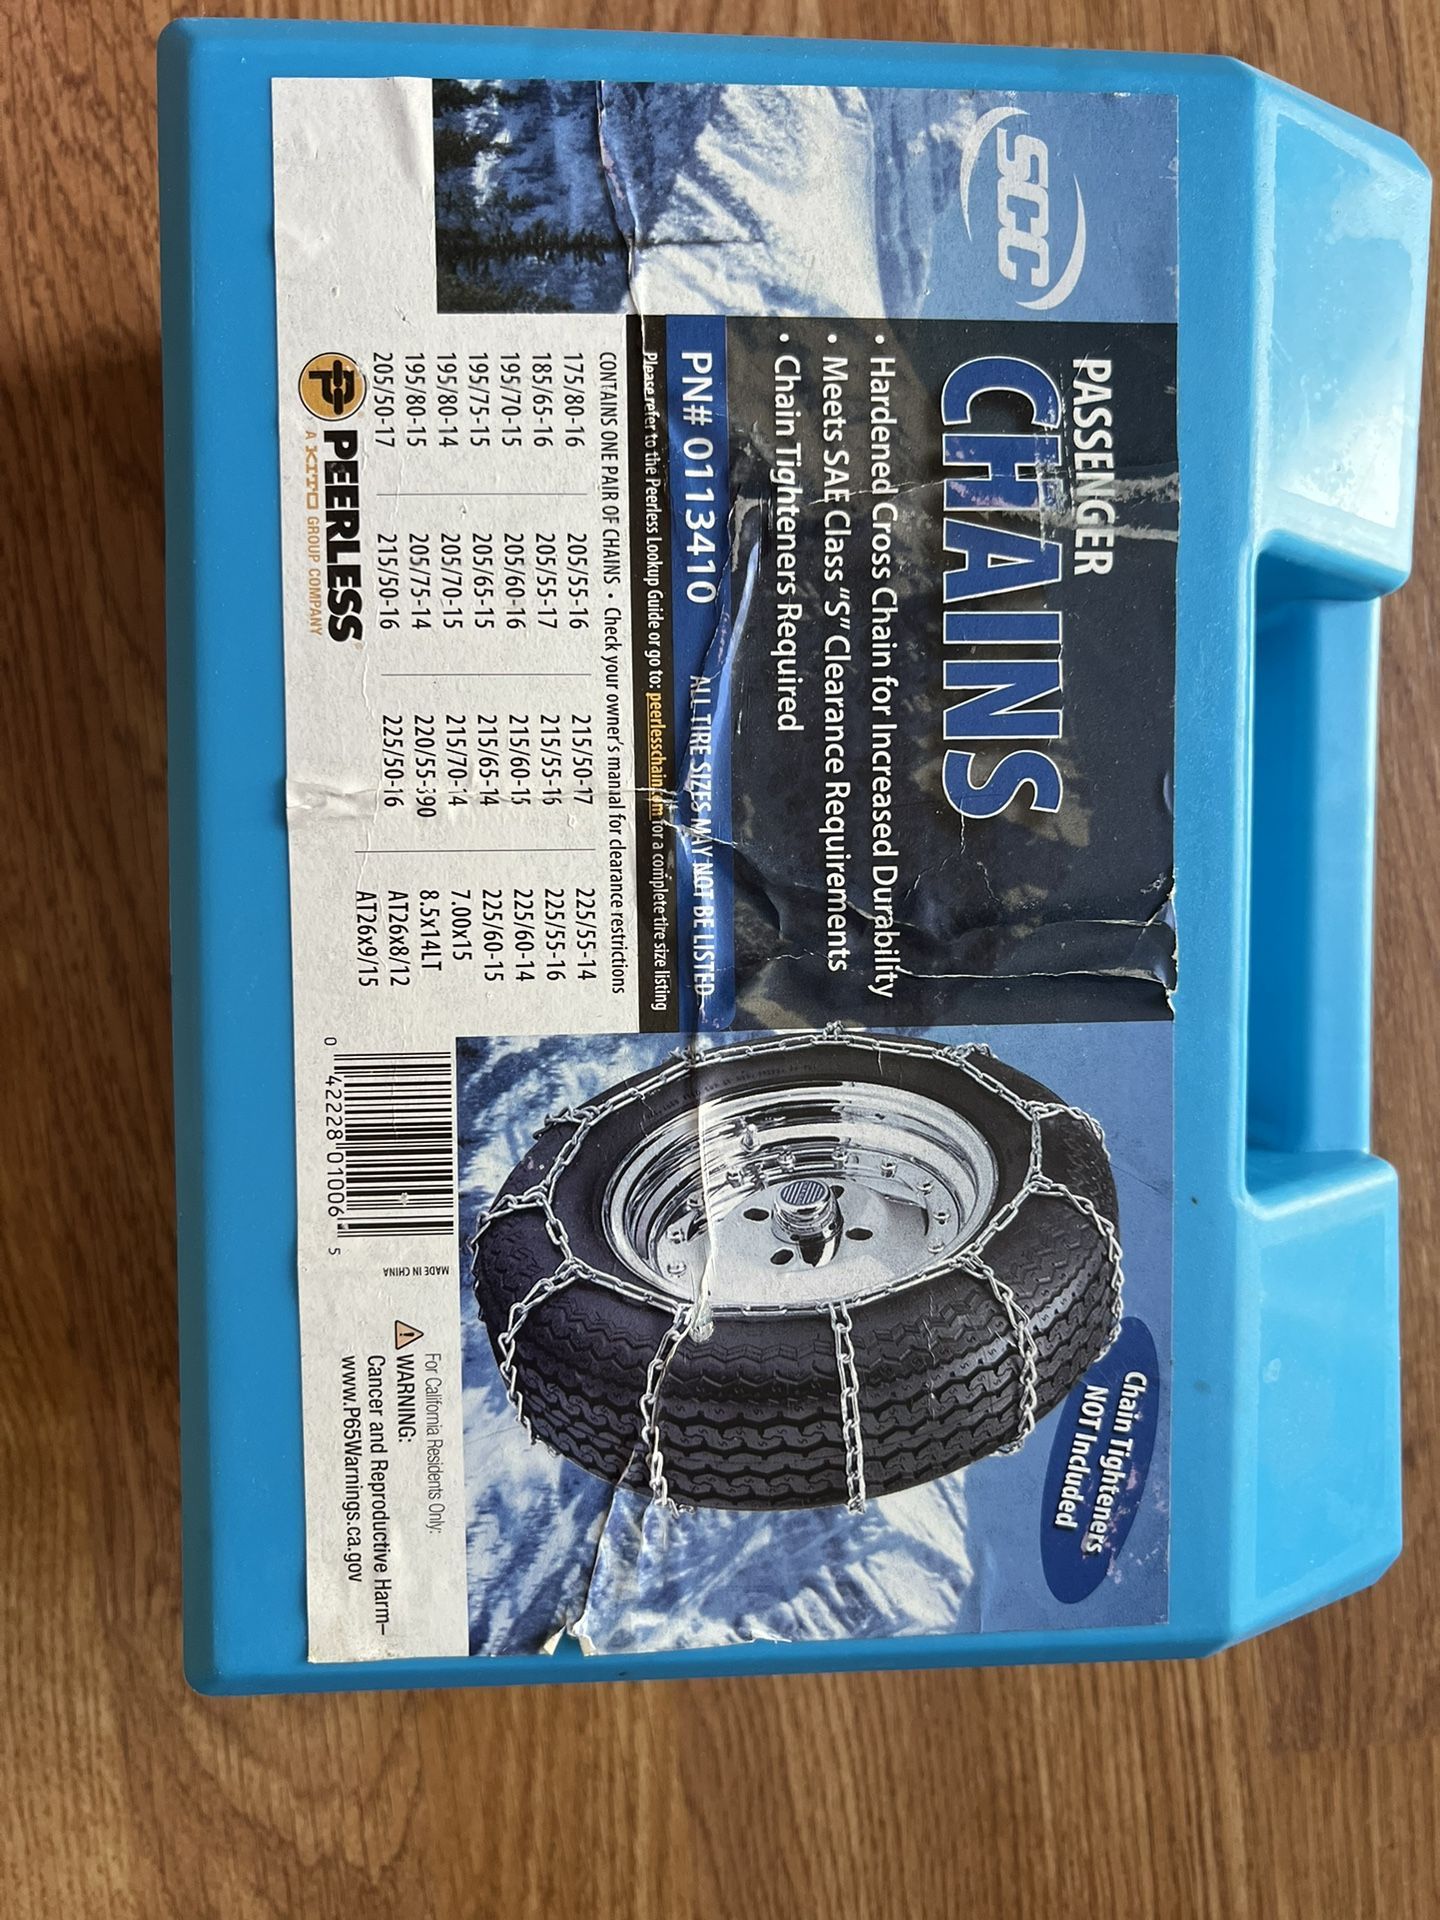 SCC
PASSENGER
CHAINS
• Hardened Cross Chain for Increased Durability
• Meets SAE Class "S" Clearance Requirements
• Chain Tighteners Required
PN# 0113410 ALL TIRE SIZES MAY NOT BE LISTED
Please refer to the Peerless Lookup Guide or go to: peerlesschain.com for a complete tire size listing
CONTAINS ONE PAIR OF CHAINS • Check your owner's manual for clearance restrictions
175/80-16
185/65-16
195/70-15
195/75-15
195/80-14
195/80-15
205/50-17
205/55-16
205/55-17
205/60-16
205/65-15
205/70-15
205/75-14
215/50-16
215/50-17
215/55-16
215/60-15
215/65-14
215/70-14
220/55-390
225/50-16
225/55-14
225/55-16
225/60-14
225/60-15
7.00x15
8.5x14LT
AT26x8/12
AT26x9/15
PEERLESS
A KITO GROUP COMPANY
0 42228 01006 5
MADE IN CHINA
Chain Tighteners
NOT Included
For California Residents Only:
WARNING:
Cancer and Reproductive Harm–
www.P65Warnings.ca.gov